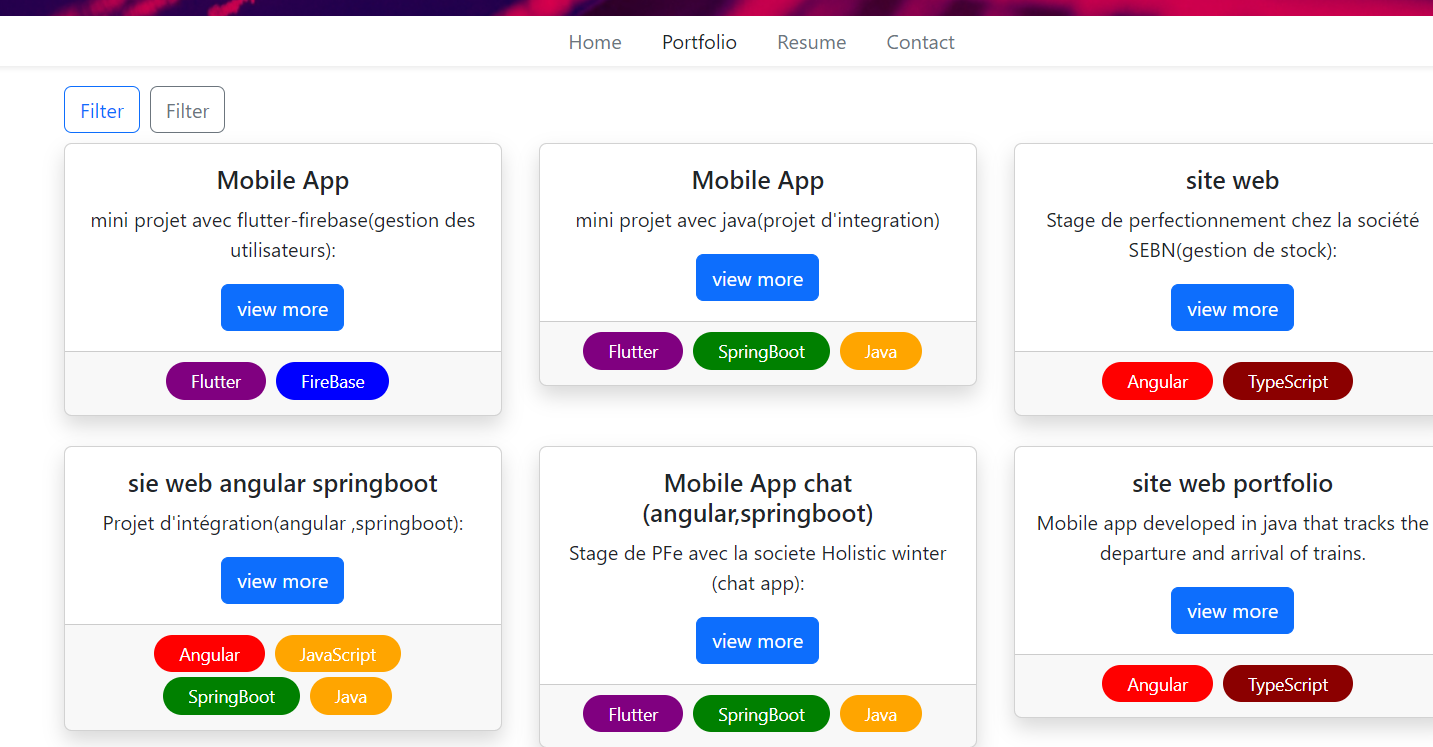 Home Portfolio Resume Contact
Filter Filter
Mobile App
mini projet avec flutter-firebase(gestion des
utilisateurs):
view more
Flutter FireBase
Mobile App
mini projet avec java(projet d'integration)
view more
Flutter SpringBoot Java
site web
Stage de perfectionnement chez la société
SEBN(gestion de stock):
view more
Angular TypeScript
sie web angular springboot
Projet d'intégration(angular ,springboot):
view more
Angular JavaScript
SpringBoot Java
Mobile App chat
(angular,springboot)
Stage de PFe avec la societe Holistic winter
(chat app):
view more
Flutter SpringBoot Java
site web portfolio
Mobile app developed in java that tracks the
departure and arrival of trains.
view more
Angular TypeScript